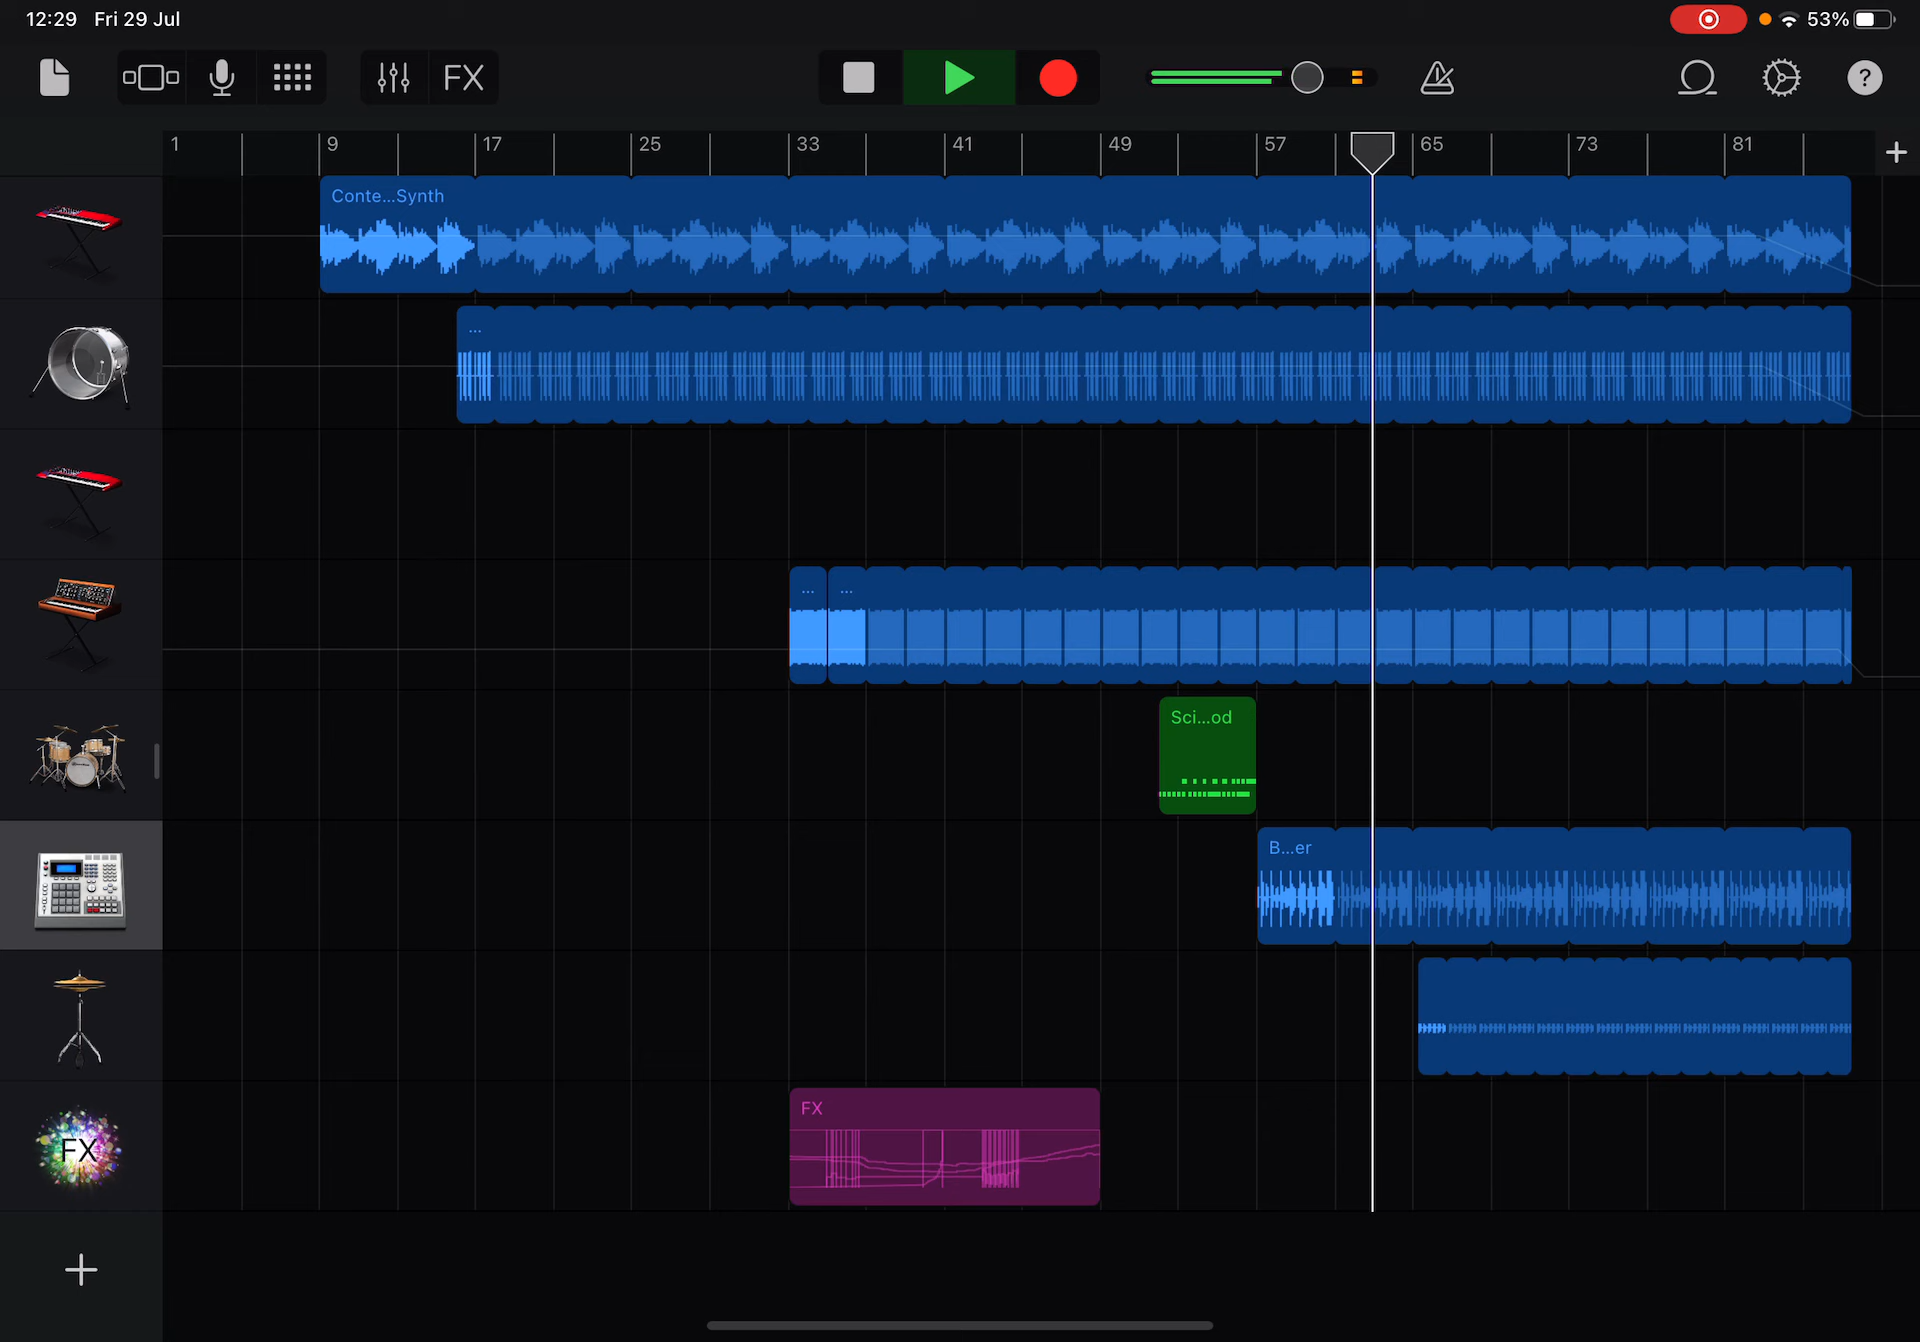 12:29 Fri 29 Jul 53%
FX
?
1 9 17 25 33 41 49 57 65 73 81
Conte...Synth
...
... ...
Sci...od
B...er
FX
FX